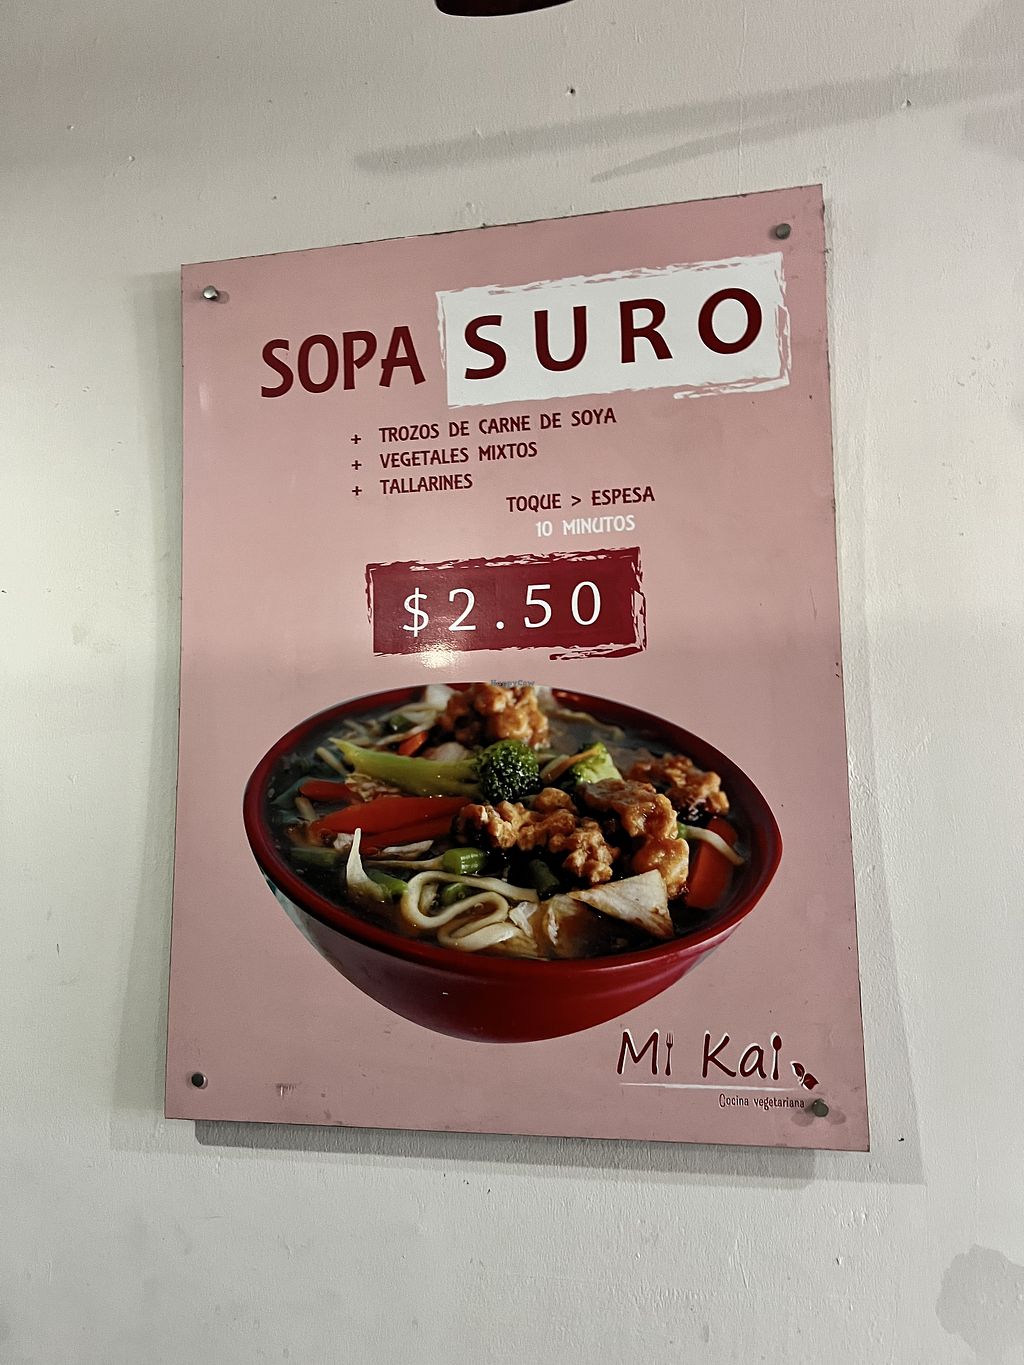 SOPA SURO
+ TROZOS DE CARNE DE SOYA
+ VEGETALES MIXTOS
+ TALLARINES
TOQUE > ESPESA
10 MINUTOS
$2.50
HappyCow
Mi Kai
Cocina vegetariana